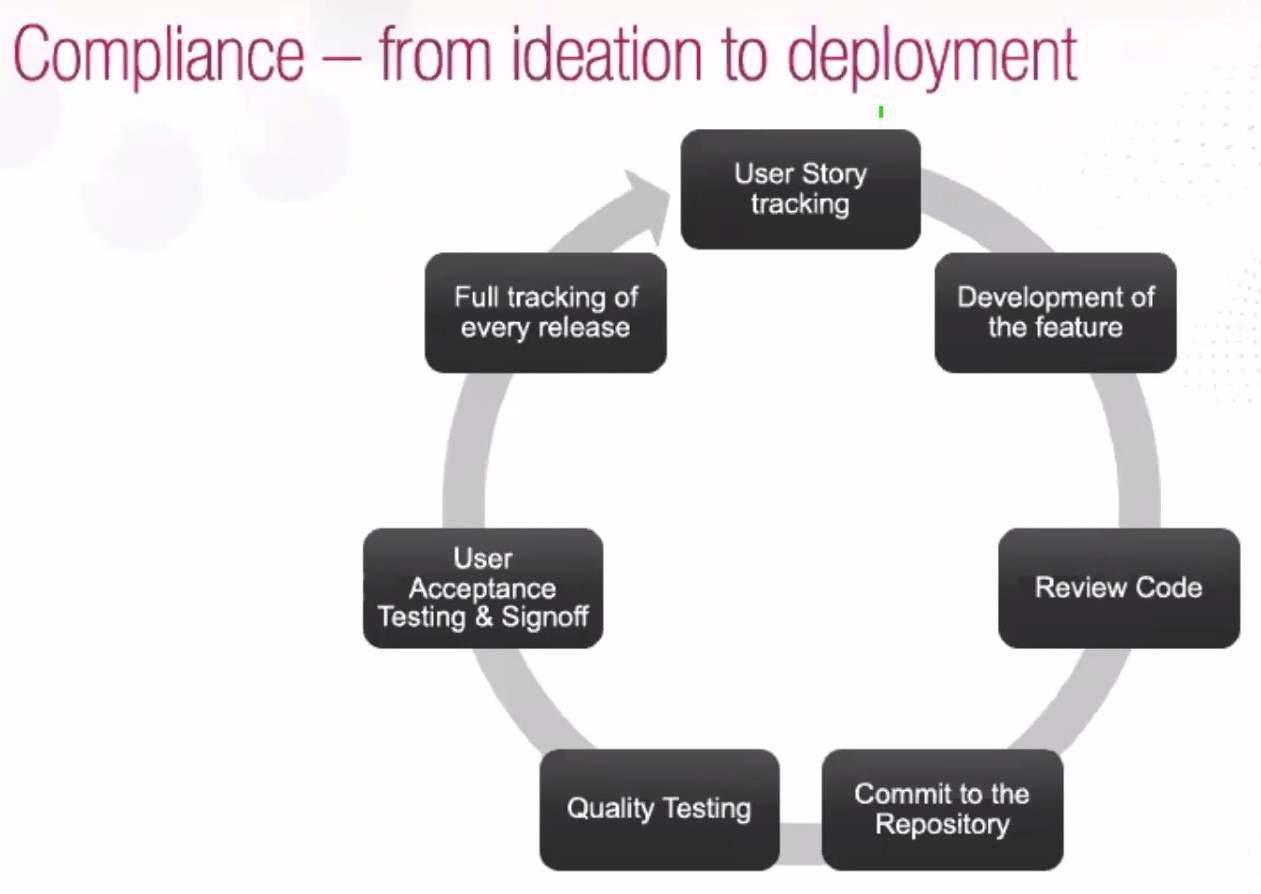 Compliance – from ideation to deployment
User Story
tracking
Development of
the feature
Review Code
Commit to the
Repository
Quality Testing
User
Acceptance
Testing & Signoff
Full tracking of
every release